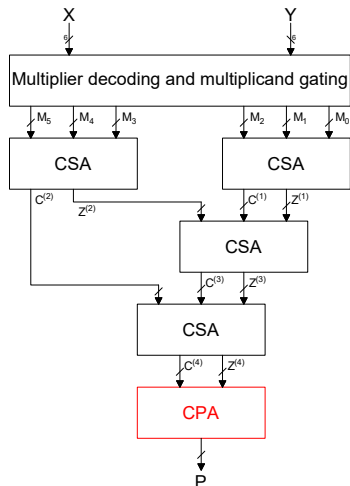 X Y
6 6
Multiplier decoding and multiplicand gating
M5 M4 M3 M2 M1 M0
CSA CSA
C(2) Z(2) C(1) Z(1)
CSA
C(3) Z(3)
CSA
C(4) Z(4)
CPA
P